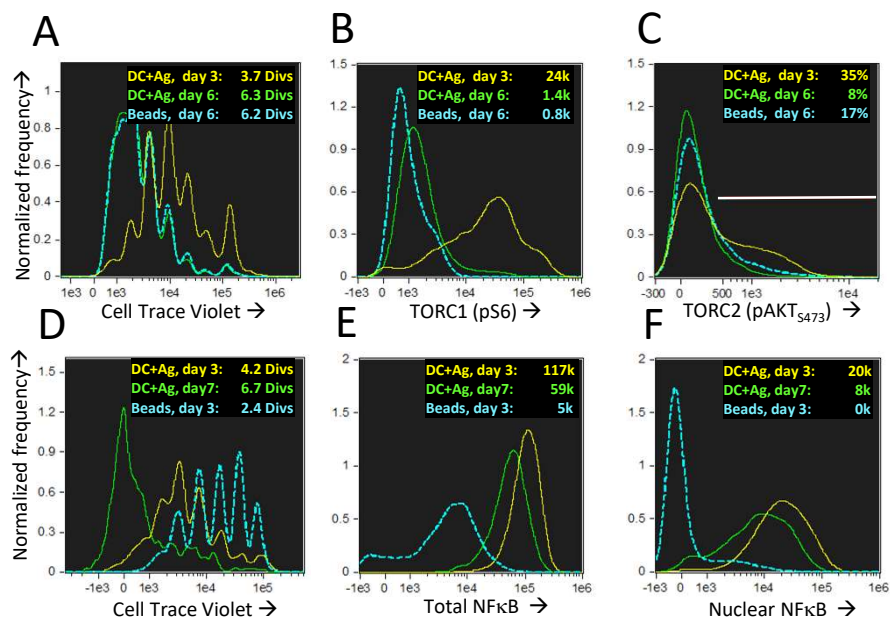 A
B
C
DC+Ag, day 3: 3.7 Divs
DC+Ag, day 6: 6.3 Divs
Beads, day 6: 6.2 Divs
DC+Ag, day 3: 24k
DC+Ag, day 6: 1.4k
Beads, day 6: 0.8k
DC+Ag, day 3: 35%
DC+Ag, day 6: 8%
Beads, day 6: 17%
Normalized frequency→
1
0.8
0.6
0.4
0.2
0
1.5
1.2
0.9
0.6
0.3
0
1.5
1.2
0.9
0.6
0.3
0
-1e3 0 1e3 1e4 1e5 1e6
-1e3 0 1e3 1e4 1e5 1e6
-300 0 500 1e3 1e4
Cell Trace Violet →
TORC1 (pS6) →
TORC2 (pAKTS473) →
D
E
F
DC+Ag, day 3: 4.2 Divs
DC+Ag, day7: 6.7 Divs
Beads, day 3: 2.4 Divs
DC+Ag, day 3: 117k
DC+Ag, day7: 59k
Beads, day 3: 5k
DC+Ag, day 3: 20k
DC+Ag, day7: 8k
Beads, day 3: 0k
Normalized frequency→
1.5
1.2
0.9
0.6
0.3
0
2
1.5
1
0.5
0
2
1.5
1
0.5
0
-1e3 0 1e3 1e4 1e5
-1e3 0 1e4 1e5 1e6
-1e3 0 1e3 1e4 1e5 1e6
Cell Trace Violet →
Total NFκB →
Nuclear NFκB →